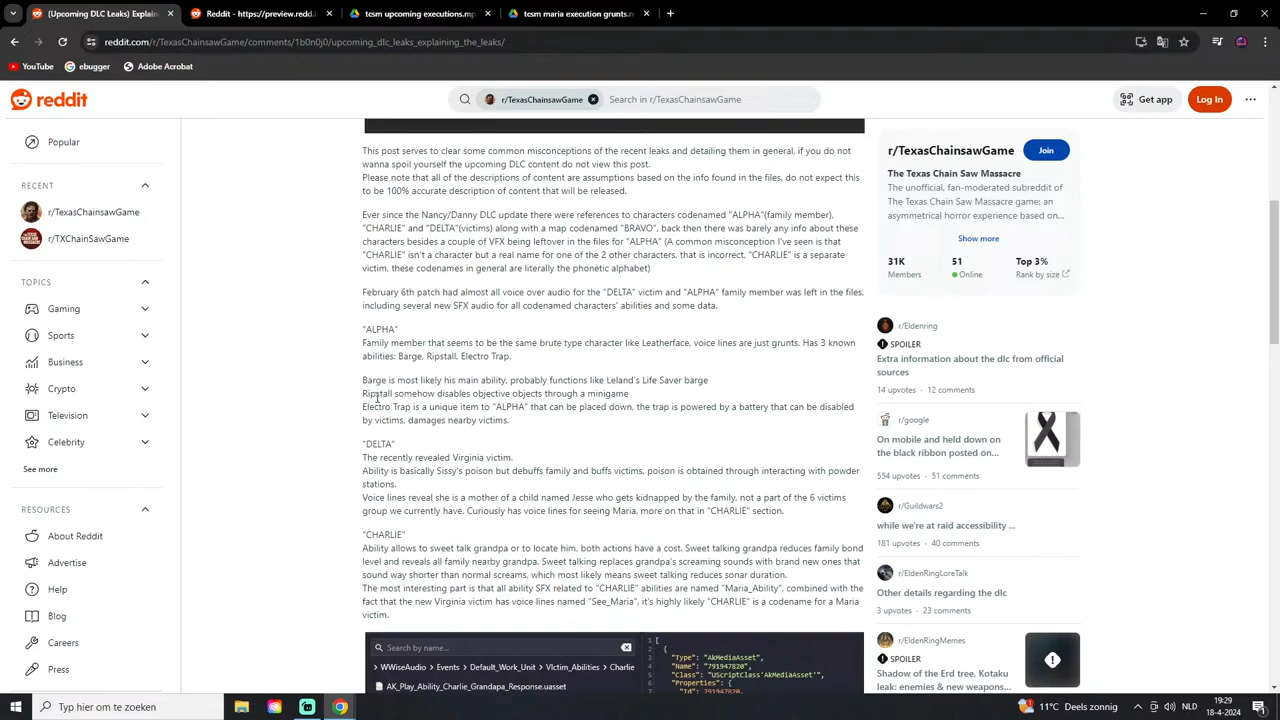 (UPCOMING DLC Leaks) Explain
Reddit - https://preview.redd.i
tcsm upcoming executions.mp
tcsm maria execution grunts.m
reddit.com/r/TexasChainsawGame/comments/1b0n0j0/upcoming_dlc_leaks_explaining_the_leaks/
YouTube
ebugger
Adobe Acrobat
reddit
r/TexasChainsawGame
Search in r/TexasChainsawGame
Get app
Log In
Popular
RECENT
r/TexasChainsawGame
r/TXChainSawGame
TOPICS
Gaming
Sports
Business
Crypto
Television
Celebrity
See more
RESOURCES
About Reddit
Advertise
Help
Blog
Careers
Press
This post serves to clear some common misconceptions of the recent leaks and detailing them in general, if you do not
wanna spoil yourself the upcoming DLC content do not view this post.
Please note that all of the descriptions of content are assumptions based on the info found in the files, do not expect this
to be 100% accurate description of content that will be released.
Ever since the Nancy/Danny DLC update there were references to characters codenamed "ALPHA"(family member),
"CHARLIE" and "DELTA"(victims) along with a map codenamed "BRAVO", back then there was barely any info about these
characters besides a couple of VFX being leftover in the files for "ALPHA" (A common misconception I've seen is that
"CHARLIE" isn't a character but a real name for one of the 2 other characters, that is incorrect, "CHARLIE" is a separate
victim, these codenames in general are literally the phonetic alphabet)
February 6th patch had almost all voice over audio for the "DELTA" victim and "ALPHA" family member was left in the files,
including several new SFX audio for all codenamed characters' abilities and some data.
"ALPHA"
Family member that seems to be the same brute type character like Leatherface, voice lines are just grunts. Has 3 known
abilities: Barge, Ripstall, Electro Trap.
Barge is most likely his main ability, probably functions like Leland's Life Saver barge
Ripstall somehow disables objective objects through a minigame
Electro Trap is a unique item to "ALPHA" that can be placed down, the trap is powered by a battery that can be disabled
by victims, damages nearby victims.
"DELTA"
The recently revealed Virginia victim.
Ability is basically Sissy's poison but debuffs family and buffs victims, poison is obtained through interacting with powder
stations.
Voice lines reveal she is a mother of a child named Jesse who gets kidnapped by the family, not a part of the 6 victims
group we currently have. Curiously has voice lines for seeing Maria, more on that in "CHARLIE" section.
"CHARLIE"
Ability allows to sweet talk grandpa or to locate him, both actions have a cost. Sweet talking grandpa reduces family bond
level and reveals all family nearby grandpa. Sweet talking replaces grandpa's screaming sounds with brand new ones that
sound way shorter than normal screams, which most likely means sweet talking reduces sonar duration.
The most interesting part is that all ability SFX related to "CHARLIE" abilities are named "Maria_Ability", combined with the
fact that the new Virginia victim has voice lines named "See_Maria", it's highly likely "CHARLIE" is a codename for a Maria
victim.
Search by name...
WWiseAudio > Events > Default_Work_Unit > VIctim_Abilities > Charlie
AK_Play_Ability_Charlie_Grandapa_Response.uasset
1 [
2 {
3 "Type": "AkMediaAsset",
4 "Name": "791947820",
5 "Class": "UScriptClass'AkMediaAsset'",
6 "Properties": {
7 "Id": 791947820,
r/TexasChainsawGame
Join
The Texas Chain Saw Massacre
The unofficial, fan-moderated subreddit of
The Texas Chain Saw Massacre game; an
asymmetrical horror experience based on...
Show more
31K 51 Top 3%
Members Online Rank by size
r/Eldenring
SPOILER
Extra information about the dlc from official
sources
14 upvotes · 12 comments
r/google
On mobile and held down on
the black ribbon posted on...
554 upvotes · 51 comments
r/Guildwars2
while we're at raid accessibility ...
181 upvotes · 40 comments
r/EldenRingLoreTalk
Other details regarding the dlc
3 upvotes · 23 comments
r/EldenRingMemes
SPOILER
Shadow of the Erd tree, Kotaku
leak: enemies & new weapons...
Typ hier om te zoeken
11°C Deels zonnig
NLD
19:29
18-4-2024